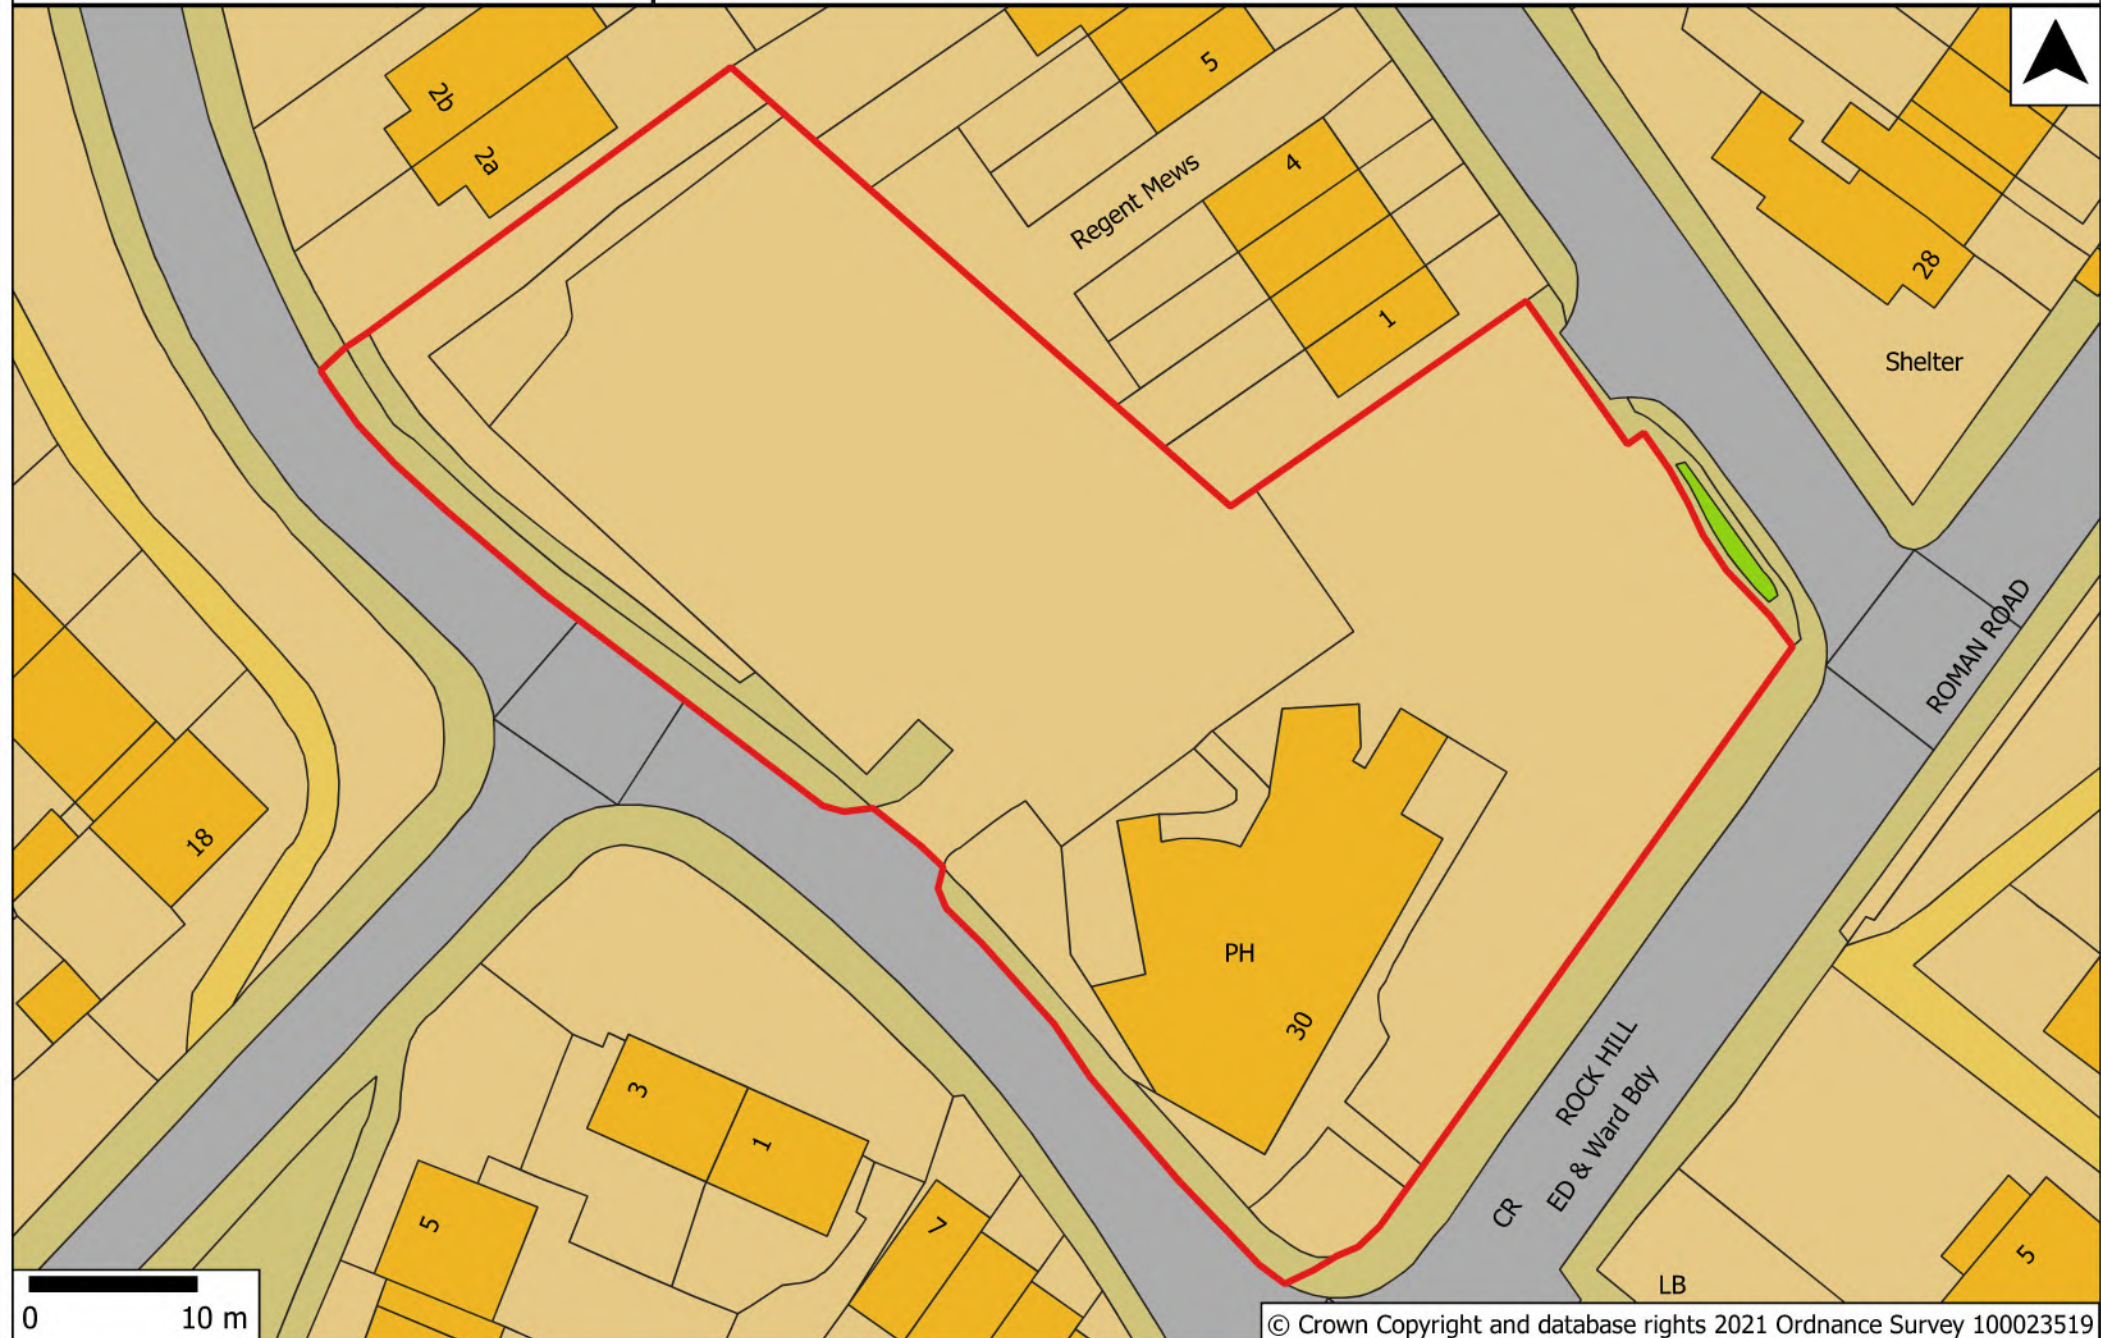 2b
2a
5
Regent Mews
4
1
28
Shelter
ROMAN ROAD
18
PH
30
ROCK HILL
ED & Ward Bdy
CR
3
1
5
7
LB
5
0 10 m
© Crown Copyright and database rights 2021 Ordnance Survey 100023519